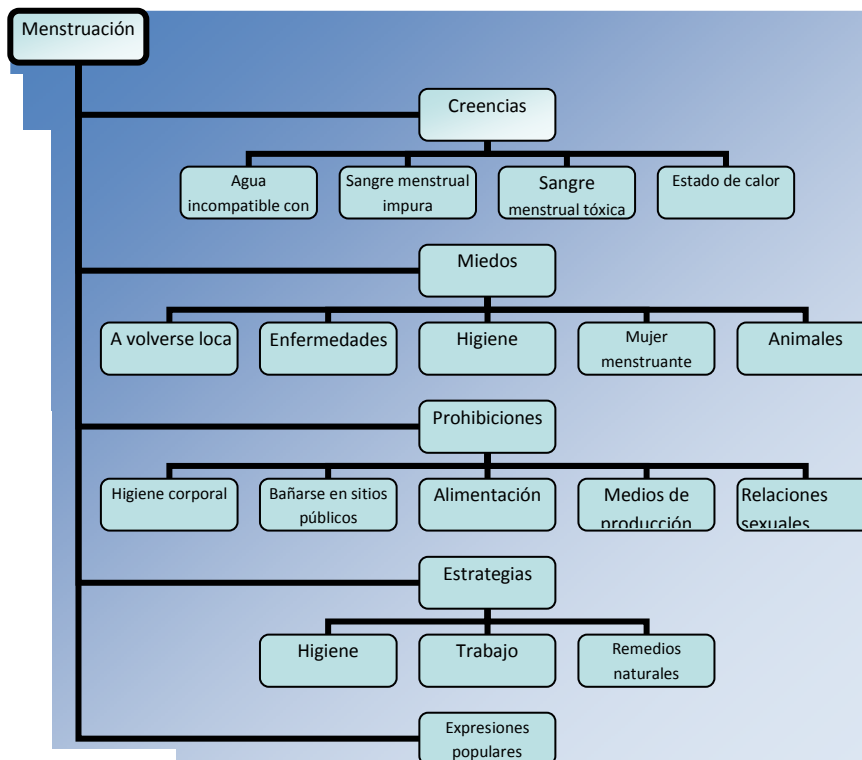 Menstruación
Creencias
Agua
incompatible con
Sangre menstrual
impura
Sangre
menstrual tóxica
Estado de calor
Miedos
A volverse loca
Enfermedades
Higiene
Mujer
menstruante
Animales
Prohibiciones
Higiene corporal
Bañarse en sitios
públicos
Alimentación
Medios de
producción
Relaciones
sexuales
Estrategias
Higiene
Trabajo
Remedios
naturales
Expresiones
populares